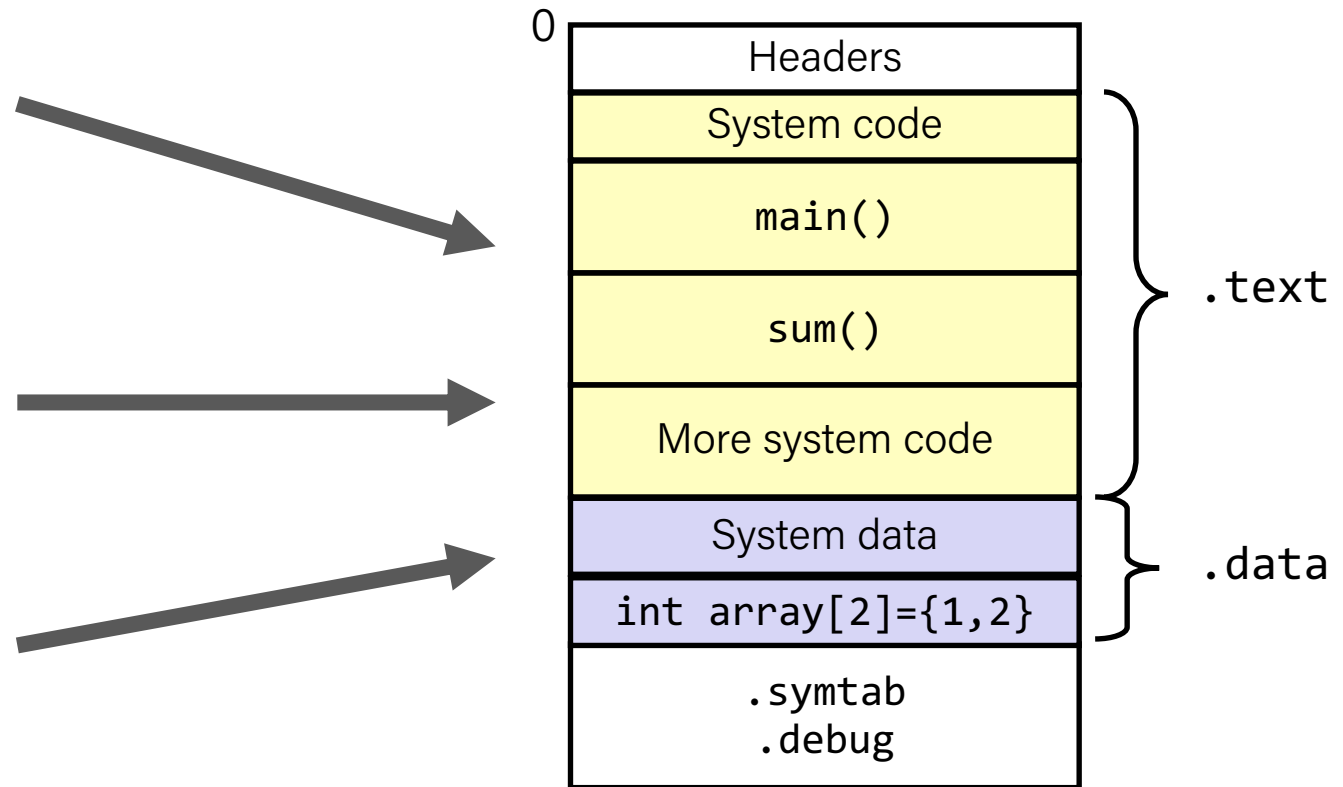 0
Headers
System code
main()
sum()
.text
More system code
System data
.data
int array[2]={1,2}
.symtab
.debug